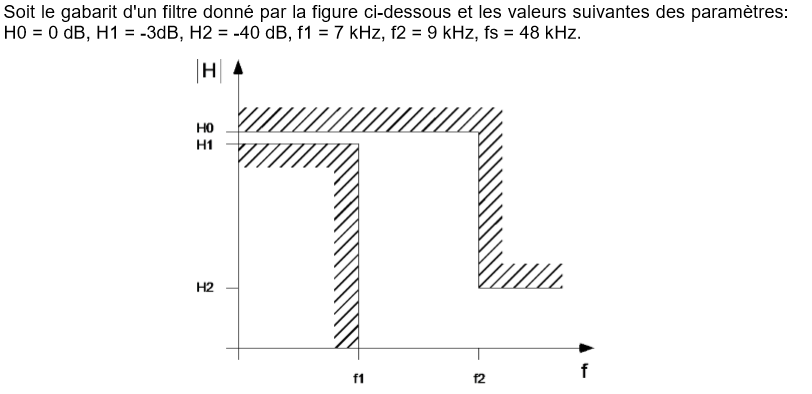 Soit le gabarit d'un filtre donné par la figure ci-dessous et les valeurs suivantes des paramètres:
H0 = 0 dB, H1 = -3dB, H2 = -40 dB, f1 = 7 kHz, f2 = 9 kHz, fs = 48 kHz.
|H|
H0
H1
H2
f1
f2
f